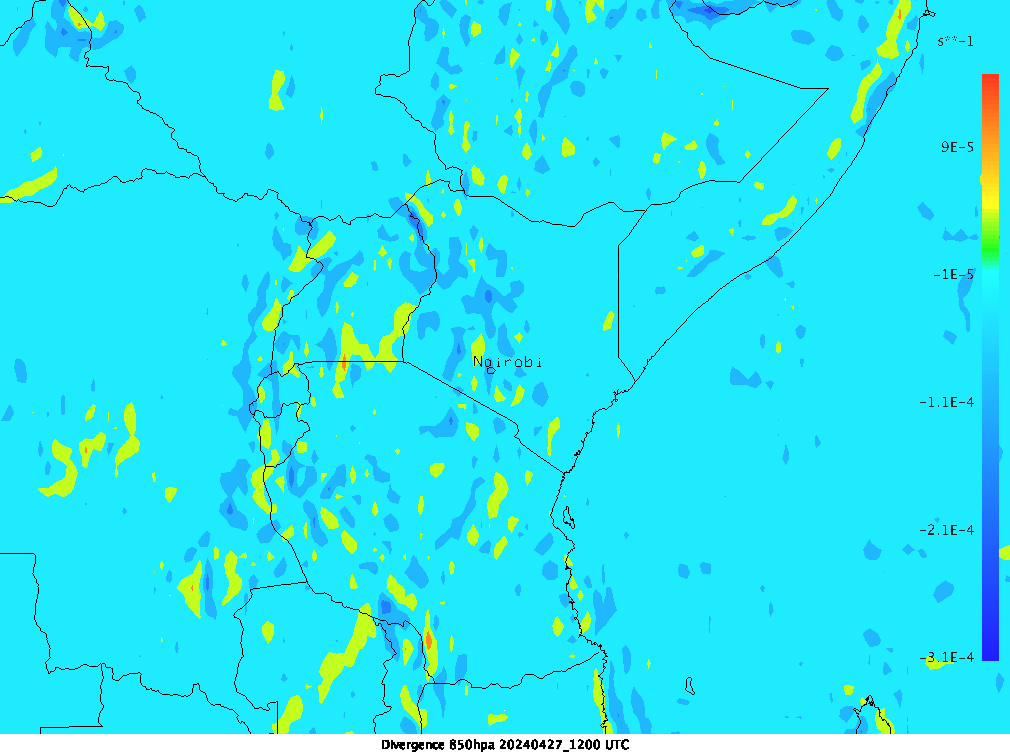 s**-1
9E-5
-1E-5
Nairobi
-1.1E-4
-2.1E-4
-3.1E-4
Divergence 850hpa 20240427_1200 UTC